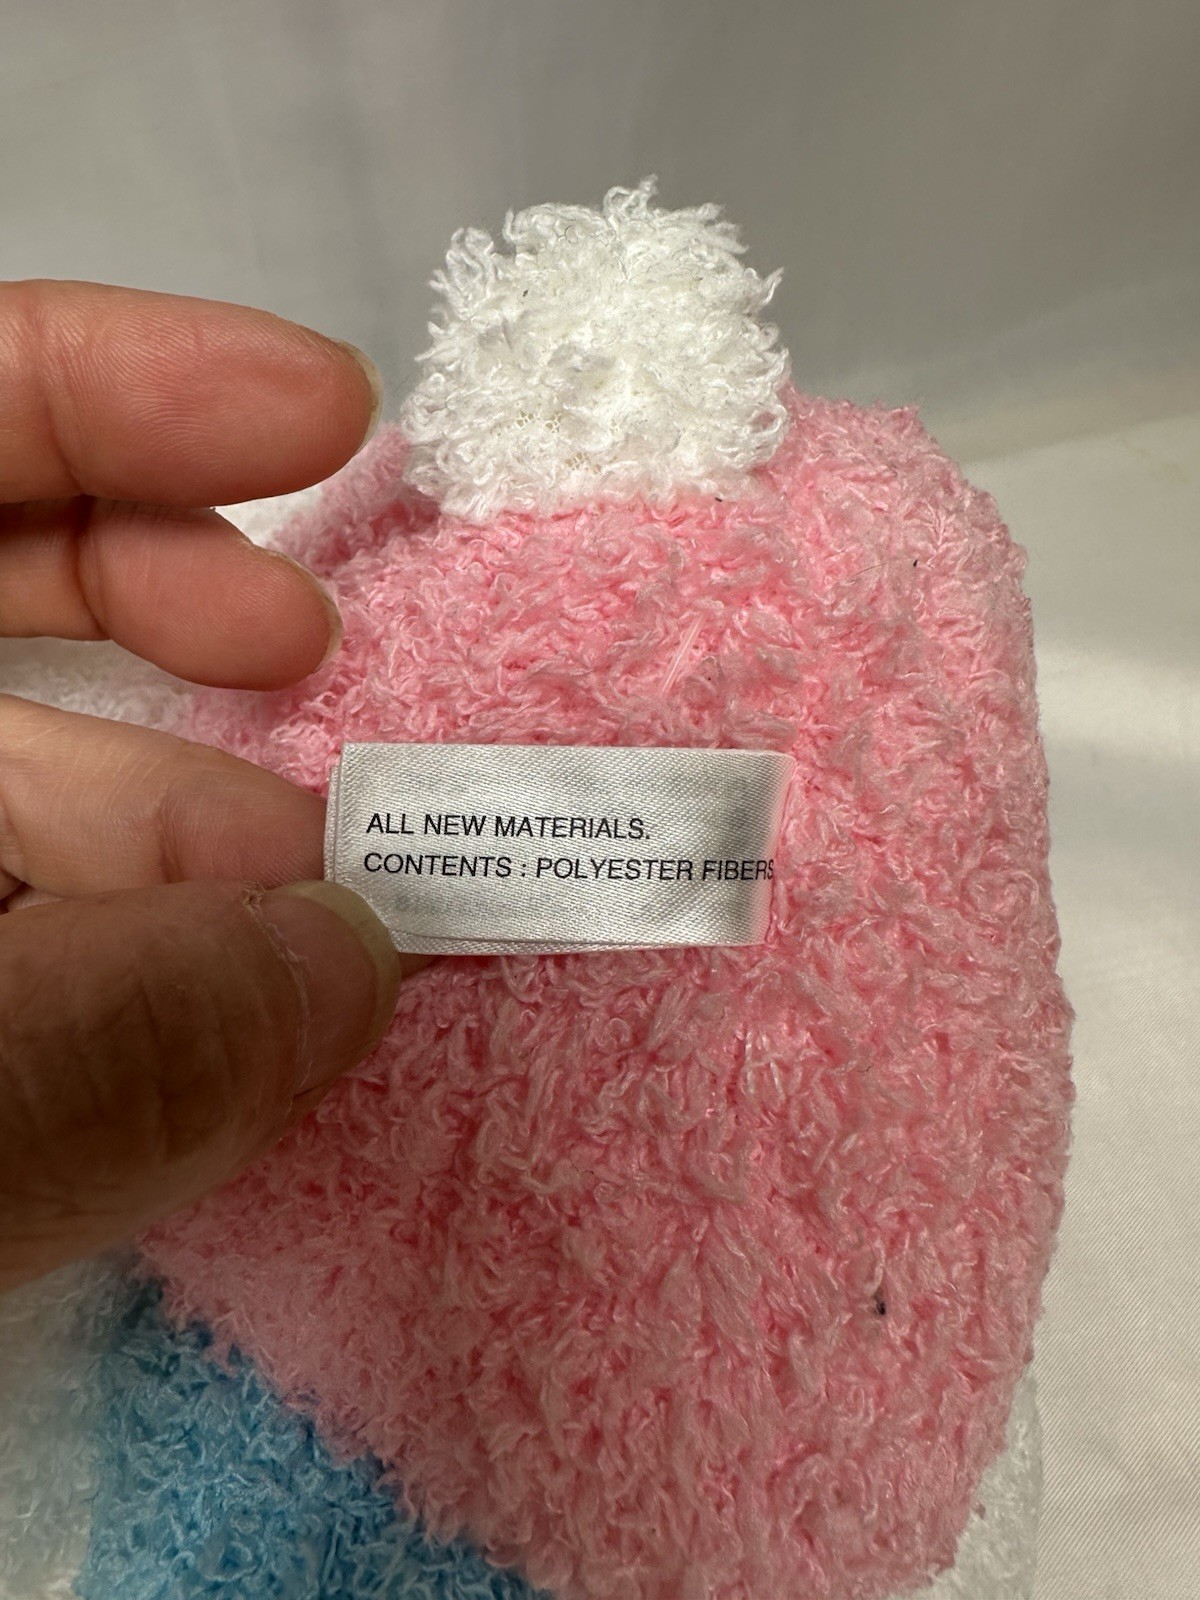 ALL NEW MATERIALS.
CONTENTS : POLYESTER FIBERS